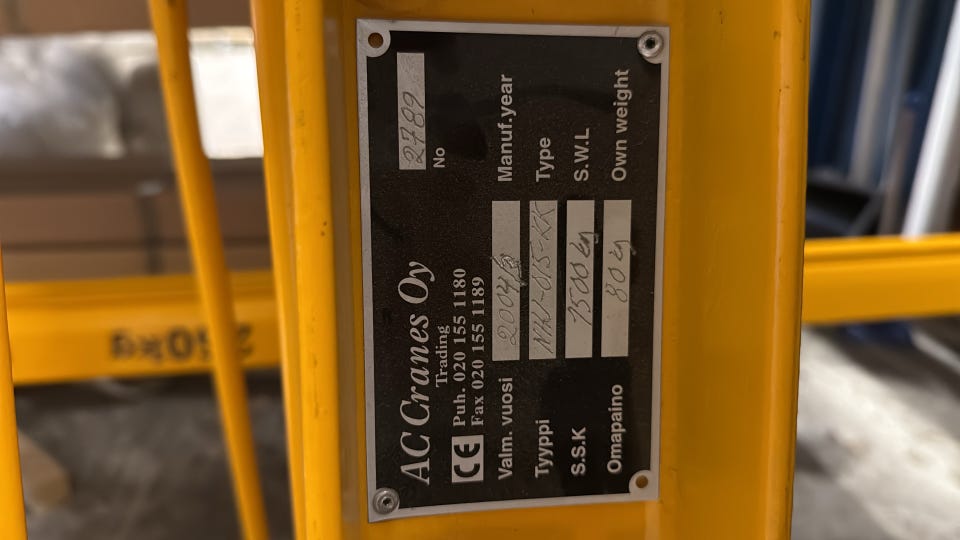 AC Cranes Oy
Trading
CE Puh. 020 155 1180
Fax 020 155 1189
No 2789
Valm. vuosi Manuf.year
Tyyppi Type
S.S.K 1500 kg S.W.L
Omapaino 80 kg Own weight